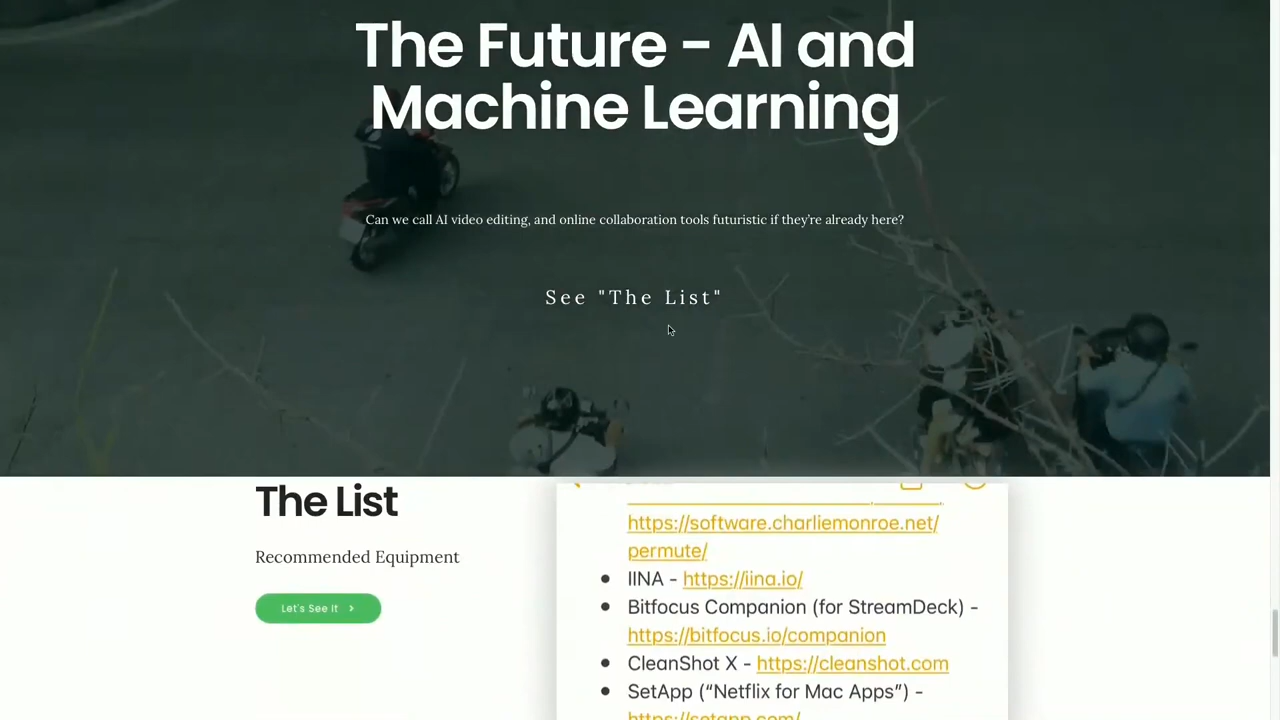 The Future - AI and
Machine Learning
Can we call AI video editing, and online collaboration tools futuristic if they're already here?
See "The List"
The List
Recommended Equipment
Let's See It
https://software.charliemonroe.net/
permute/
IINA - https://iina.io/
Bitfocus Companion (for StreamDeck) -
https://bitfocus.io/companion
CleanShot X - https://cleanshot.com
SetApp (“Netflix for Mac Apps”) -
https://setapp.com/